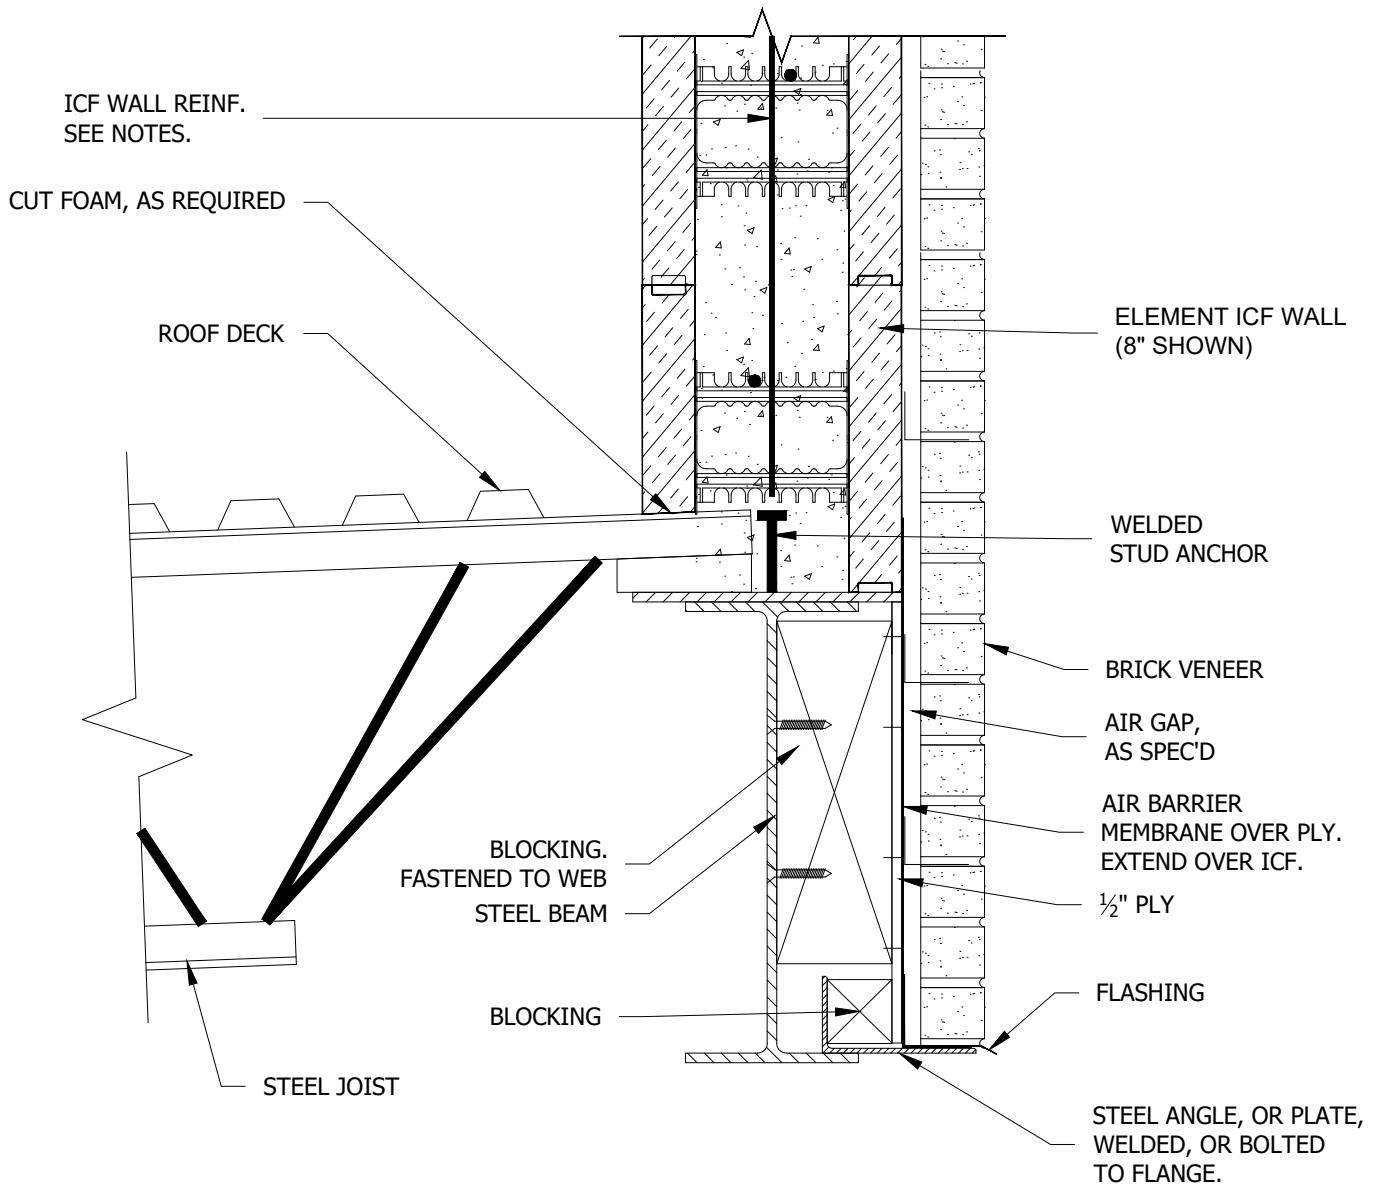 ICF WALL REINF.
SEE NOTES.
CUT FOAM, AS REQUIRED
ROOF DECK
ELEMENT ICF WALL
(8" SHOWN)
WELDED
STUD ANCHOR
BRICK VENEER
AIR GAP,
AS SPEC'D
AIR BARRIER
MEMBRANE OVER PLY.
EXTEND OVER ICF.
BLOCKING.
FASTENED TO WEB
STEEL BEAM
½" PLY
FLASHING
BLOCKING
STEEL JOIST
STEEL ANGLE, OR PLATE,
WELDED, OR BOLTED
TO FLANGE.